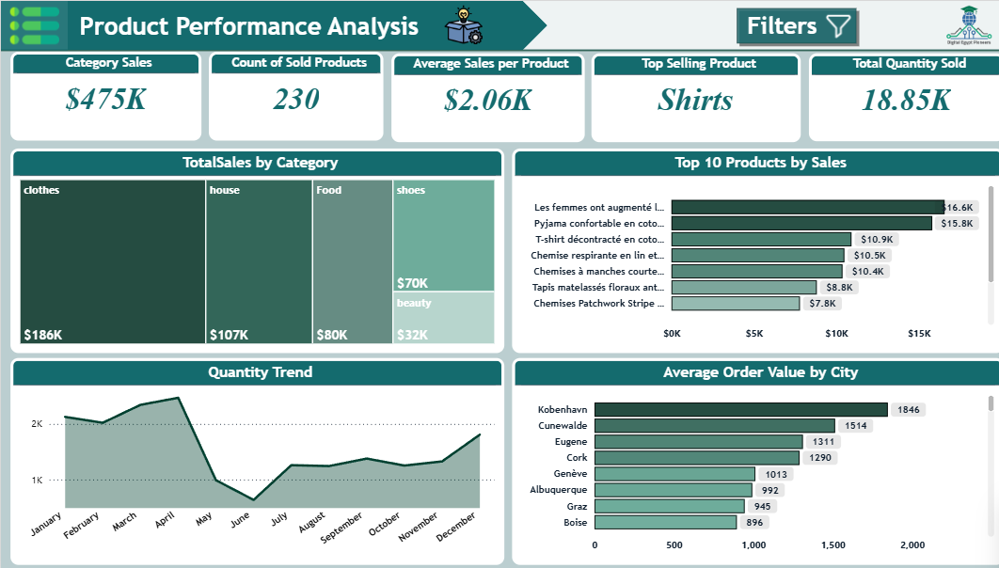 Product Performance Analysis
Filters
Digital Egypt Pioneers
Category Sales
$475K
Count of Sold Products
230
Average Sales per Product
$2.06K
Top Selling Product
Shirts
Total Quantity Sold
18.85K
TotalSales by Category
clothes
$186K
house
$107K
Food
$80K
shoes
$70K
beauty
$32K
Top 10 Products by Sales
Les femmes ont augmenté l... $16.6K
Pyjama confortable en coto... $15.8K
T-shirt décontracté en coto... $10.9K
Chemise respirante en lin et... $10.5K
Chemises à manches courte... $10.4K
Tapis matelassés floraux ant... $8.8K
Chemises Patchwork Stripe ... $7.8K
$0K $5K $10K $15K
Quantity Trend
2K
1K
January February March April May June July August September October November December
Average Order Value by City
Kobenhavn 1846
Cunewalde 1514
Eugene 1311
Cork 1290
Genève 1013
Albuquerque 992
Graz 945
Boise 896
0 500 1,000 1,500 2,000